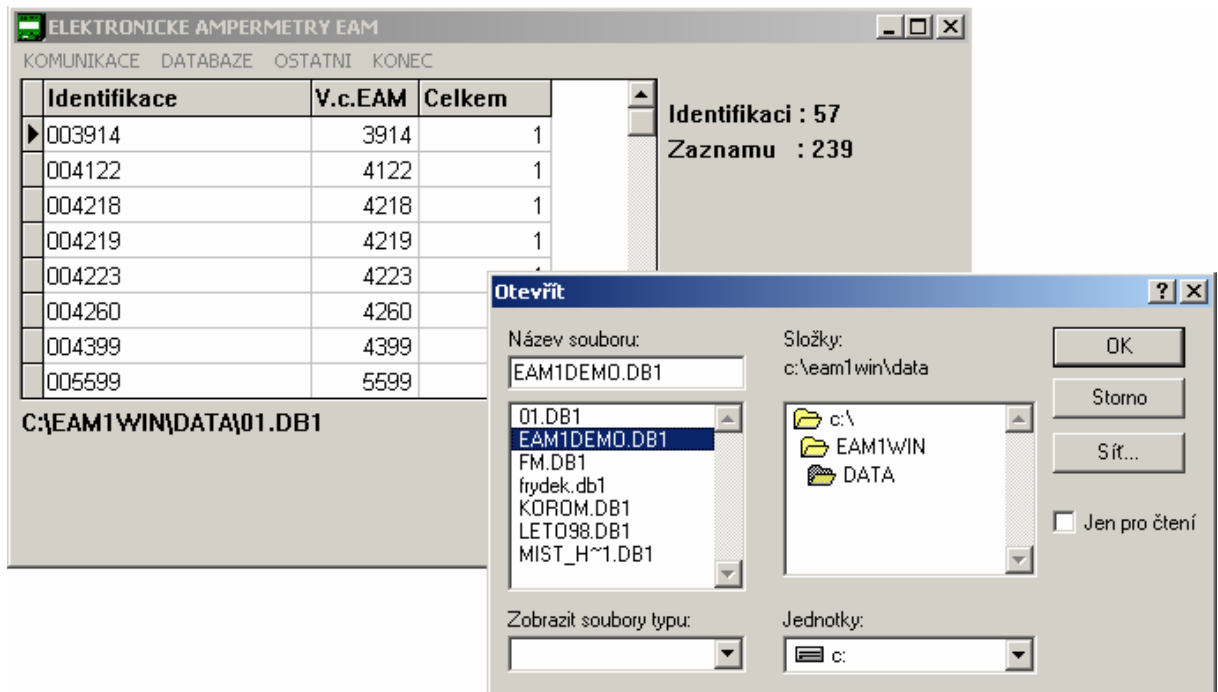 ELEKTRONICKE AMPERMETRY EAM
KOMUNIKACE DATABAZE OSTATNI KONEC
Identifikace V.c.EAM Celkem
003914 3914 1
004122 4122 1
004218 4218 1
004219 4219 1
004223 4223
004260 4260
004399 4399
005599 5599
C:\EAM1WIN\DATA\01.DB1
Identifikaci : 57
Zaznamu : 239
Otevřít
Název souboru:
EAM1DEMO.DB1
01.DB1
EAM1DEMO.DB1
FM.DB1
frydek.db1
KOROM.DB1
LETO98.DB1
MIST_H~1.DB1
Zobrazit soubory typu:
Složky:
c:\eam1win\data
c:\
EAM1WIN
DATA
Jednotky:
c:
OK
Storno
Síť...
Jen pro čtení